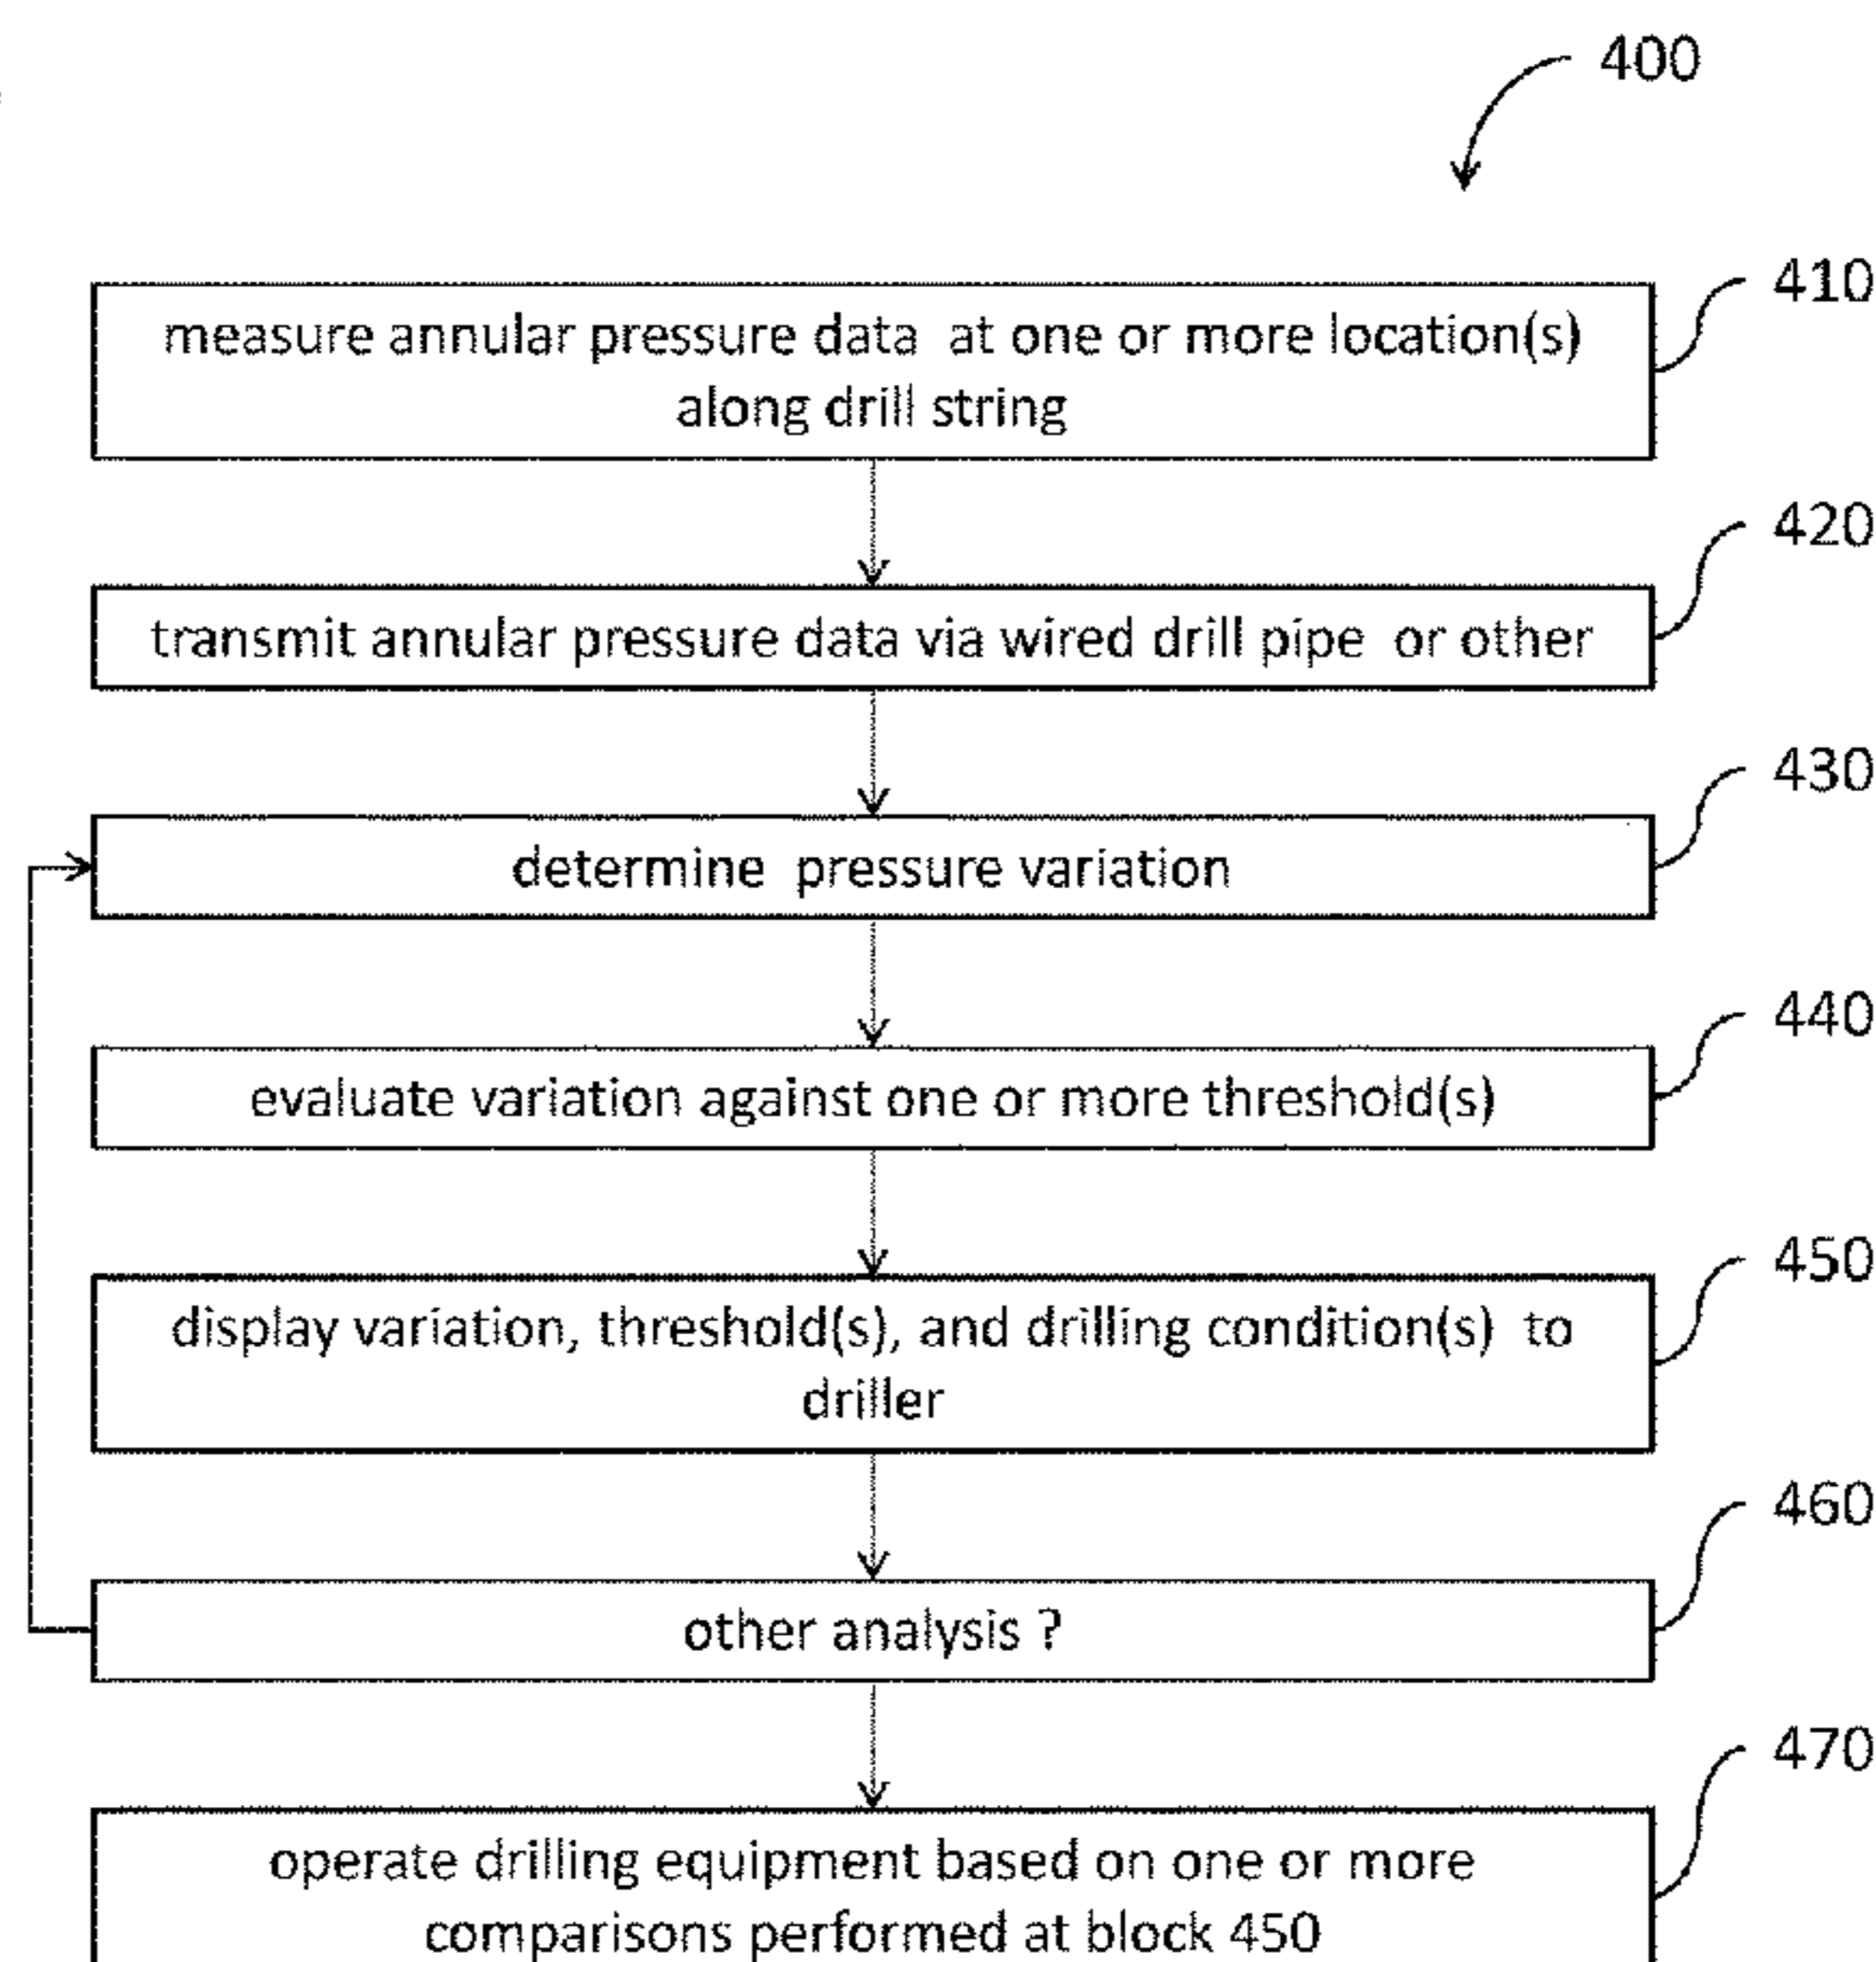 400
measure annular pressure data at one or more location(s)
along drill string
410
transmit annular pressure data via wired drill pipe or other
420
determine pressure variation
430
evaluate variation against one or more threshold(s)
440
display variation, threshold(s), and drilling condition(s) to
driller
450
other analysis ?
460
operate drilling equipment based on one or more
comparisons performed at block 450
470